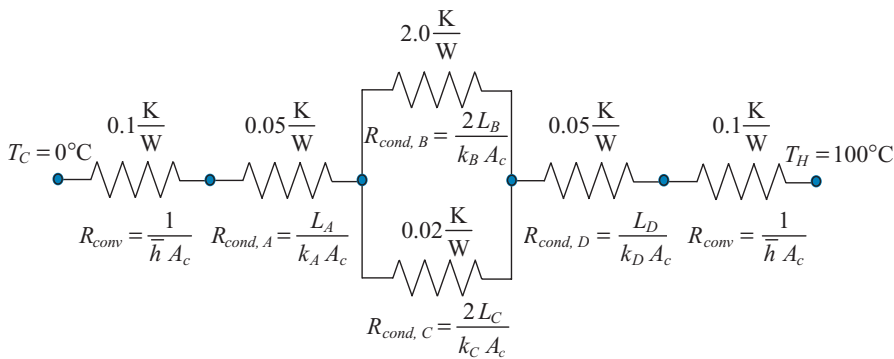 2.0 K/W
0.1 K/W
0.05 K/W
R_cond, B = 2 L_B / k_B A_c
0.05 K/W
0.1 K/W
T_C = 0°C
T_H = 100°C
R_conv = 1 / h̅ A_c
R_cond, A = L_A / k_A A_c
0.02 K/W
R_cond, D = L_D / k_D A_c
R_conv = 1 / h̅ A_c
R_cond, C = 2 L_C / k_C A_c